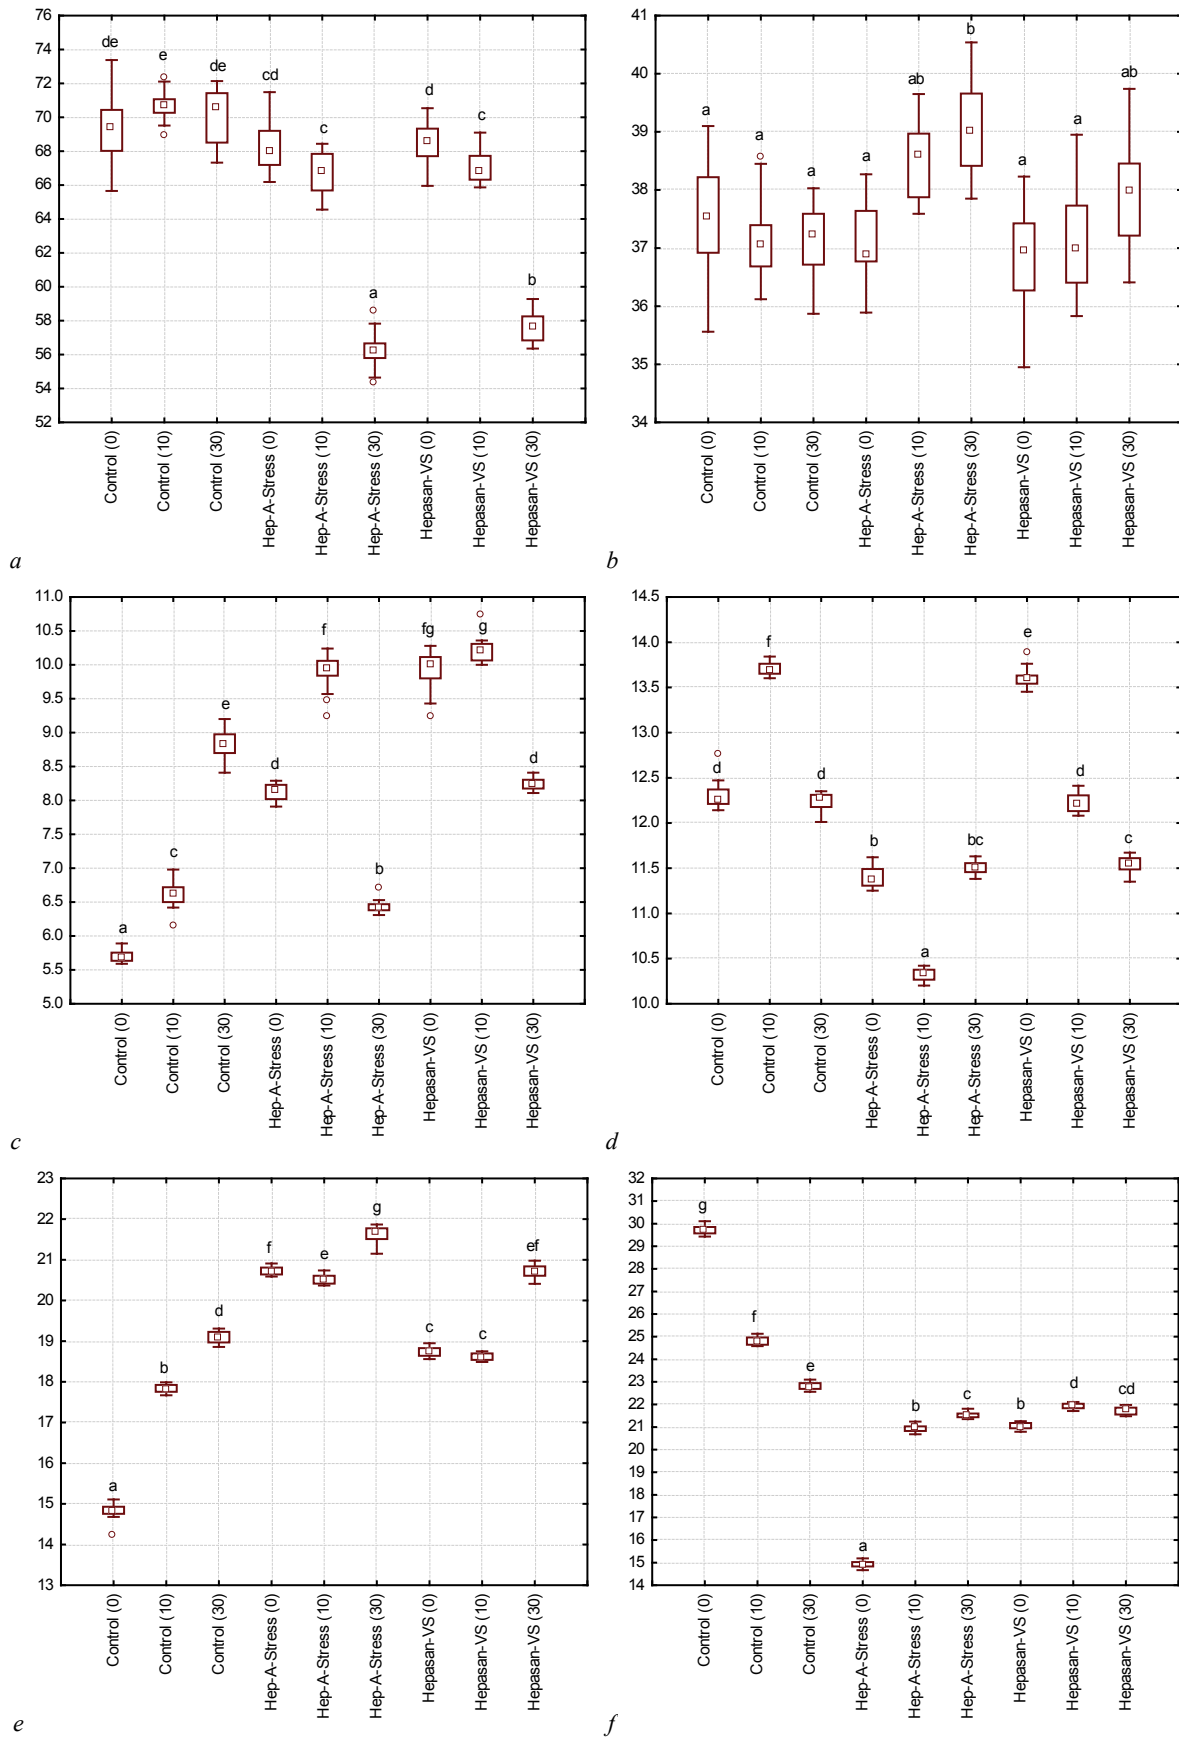 76
74
72
70
68
66
64
62
60
58
56
54
52
de
e
de
cd
c
a
d
c
b
Control (0)
Control (10)
Control (30)
Hep-A-Stress (0)
Hep-A-Stress (10)
Hep-A-Stress (30)
Hepasan-VS (0)
Hepasan-VS (10)
Hepasan-VS (30)
a
41
40
39
38
37
36
35
34
a
a
a
a
ab
b
a
a
ab
Control (0)
Control (10)
Control (30)
Hep-A-Stress (0)
Hep-A-Stress (10)
Hep-A-Stress (30)
Hepasan-VS (0)
Hepasan-VS (10)
Hepasan-VS (30)
b
11.0
10.5
10.0
9.5
9.0
8.5
8.0
7.5
7.0
6.5
6.0
5.5
5.0
a
c
e
d
f
b
fg
g
d
Control (0)
Control (10)
Control (30)
Hep-A-Stress (0)
Hep-A-Stress (10)
Hep-A-Stress (30)
Hepasan-VS (0)
Hepasan-VS (10)
Hepasan-VS (30)
c
14.5
14.0
13.5
13.0
12.5
12.0
11.5
11.0
10.5
10.0
d
f
d
b
a
bc
e
d
c
Control (0)
Control (10)
Control (30)
Hep-A-Stress (0)
Hep-A-Stress (10)
Hep-A-Stress (30)
Hepasan-VS (0)
Hepasan-VS (10)
Hepasan-VS (30)
d
23
22
21
20
19
18
17
16
15
14
13
a
b
d
f
e
g
c
c
ef
Control (0)
Control (10)
Control (30)
Hep-A-Stress (0)
Hep-A-Stress (10)
Hep-A-Stress (30)
Hepasan-VS (0)
Hepasan-VS (10)
Hepasan-VS (30)
e
32
31
30
29
28
27
26
25
24
23
22
21
20
19
18
17
16
15
14
g
f
e
a
b
c
b
d
cd
Control (0)
Control (10)
Control (30)
Hep-A-Stress (0)
Hep-A-Stress (10)
Hep-A-Stress (30)
Hepasan-VS (0)
Hepasan-VS (10)
Hepasan-VS (30)
f